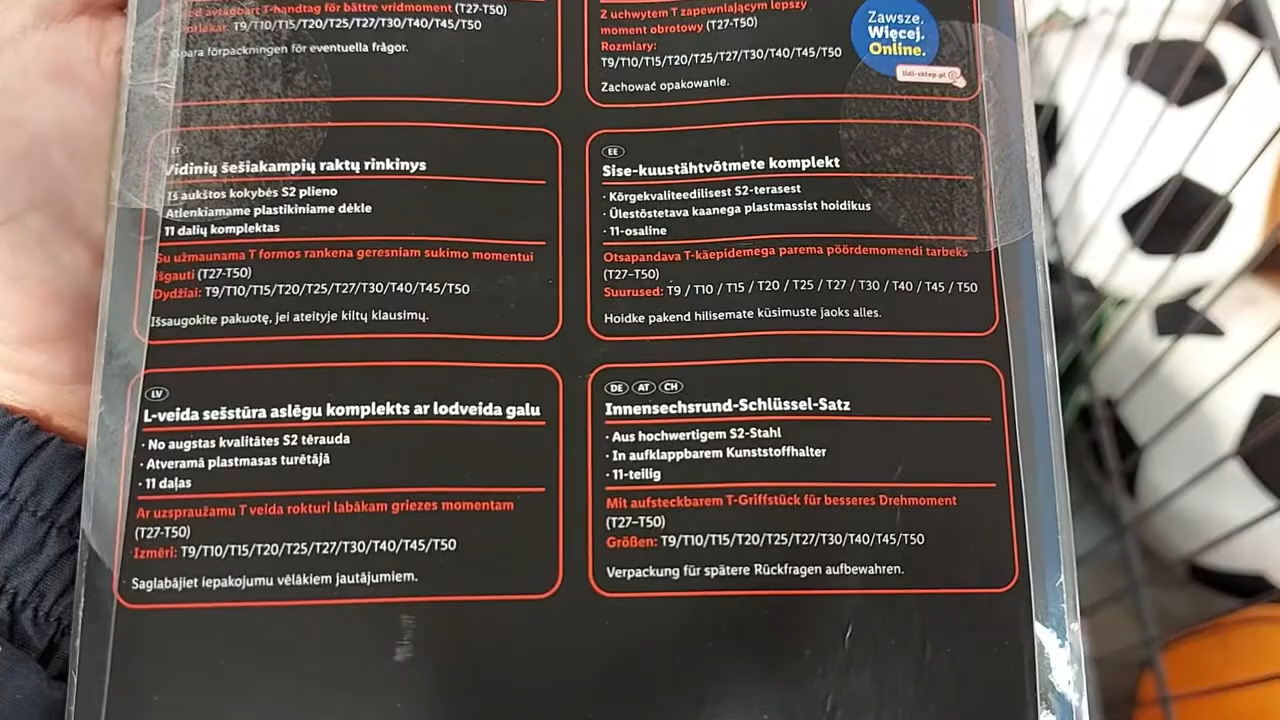 avtagbart T-handtag för bättre vridmoment (T27-T50)
T9/T10/T15/T20/T25/T27/T30/T40/T45/T50
Spara förpackningen för eventuella frågor.
Z uchwytem T zapewniającym lepszy
moment obrotowy (T27-T50)
Rozmiary:
T9/T10/T15/T20/T25/T27/T30/T40/T45/T50
Zachować opakowanie.
Zawsze.
Więcej.
Online.
lidl-sklep.pl
LT
Vidinių šešiakampių raktų rinkinys
Iš aukštos kokybės S2 plieno
Atlenkiamame plastikiniame dėkle
11 dalių komplektas
Su užmaunama T formos rankena geresniam sukimo momentui
išgauti (T27-T50)
Dydžiai: T9/T10/T15/T20/T25/T27/T30/T40/T45/T50
Išsaugokite pakuotę, jei ateityje kiltų klausimų.
EE
Sise-kuustähtvõtmete komplekt
· Kõrgekvaliteedilisest S2-terasest
· Ülestõstetava kaanega plastmassist hoidikus
· 11-osaline
Otsapandava T-käepidemega parema pöördemomendi tarbeks
(T27–T50)
Suurused: T9 / T10 / T15 / T20 / T25 / T27 / T30 / T40 / T45 / T50
Hoidke pakend hilisemate küsimuste jaoks alles.
LV
L-veida sešstūra aslēgu komplekts ar lodveida galu
· No augstas kvalitātes S2 tērauda
· Atveramā plastmasas turētājā
· 11 daļas
Ar uzspraužamu T veida rokturi labākam griezes momentam
(T27-T50)
Izmēri: T9/T10/T15/T20/T25/T27/T30/T40/T45/T50
Saglabājiet iepakojumu vēlākiem jautājumiem.
DE AT CH
Innensechsrund-Schlüssel-Satz
· Aus hochwertigem S2-Stahl
· In aufklappbarem Kunststoffhalter
· 11-teilig
Mit aufsteckbarem T-Griffstück für besseres Drehmoment
(T27–T50)
Größen: T9/T10/T15/T20/T25/T27/T30/T40/T45/T50
Verpackung für spätere Rückfragen aufbewahren.